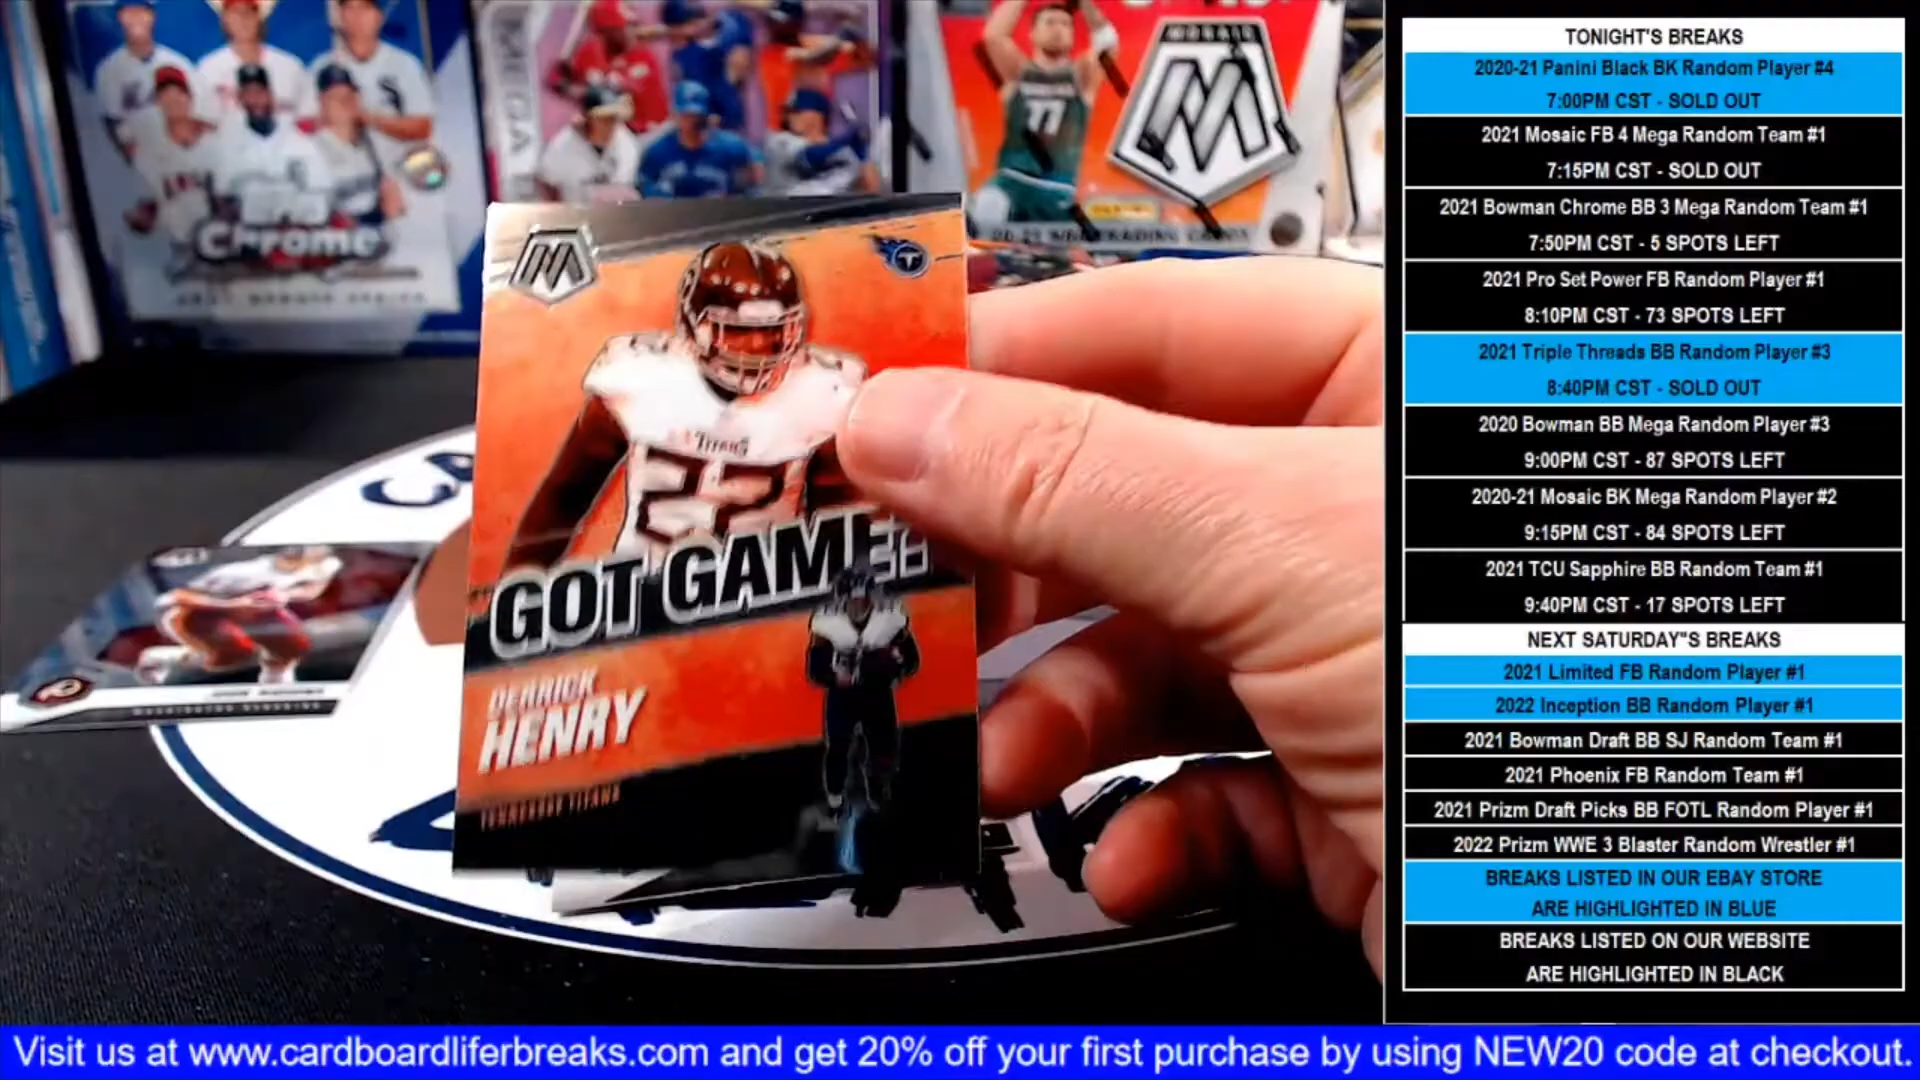 Chrome
MEGA
MOSAIC
77
TITANS
22
GOT GAME?
DERRICK
HENRY
TENNESSEE TITANS
TONIGHT'S BREAKS
2020-21 Panini Black BK Random Player #4
7:00PM CST - SOLD OUT
2021 Mosaic FB 4 Mega Random Team #1
7:15PM CST - SOLD OUT
2021 Bowman Chrome BB 3 Mega Random Team #1
7:50PM CST - 5 SPOTS LEFT
2021 Pro Set Power FB Random Player #1
8:10PM CST - 73 SPOTS LEFT
2021 Triple Threads BB Random Player #3
8:40PM CST - SOLD OUT
2020 Bowman BB Mega Random Player #3
9:00PM CST - 87 SPOTS LEFT
2020-21 Mosaic BK Mega Random Player #2
9:15PM CST - 84 SPOTS LEFT
2021 TCU Sapphire BB Random Team #1
9:40PM CST - 17 SPOTS LEFT
NEXT SATURDAY"S BREAKS
2021 Limited FB Random Player #1
2022 Inception BB Random Player #1
2021 Bowman Draft BB SJ Random Team #1
2021 Phoenix FB Random Team #1
2021 Prizm Draft Picks BB FOTL Random Player #1
2022 Prizm WWE 3 Blaster Random Wrestler #1
BREAKS LISTED IN OUR EBAY STORE
ARE HIGHLIGHTED IN BLUE
BREAKS LISTED ON OUR WEBSITE
ARE HIGHLIGHTED IN BLACK
Visit us at www.cardboardliferbreaks.com and get 20% off your first purchase by using NEW20 code at checkout.